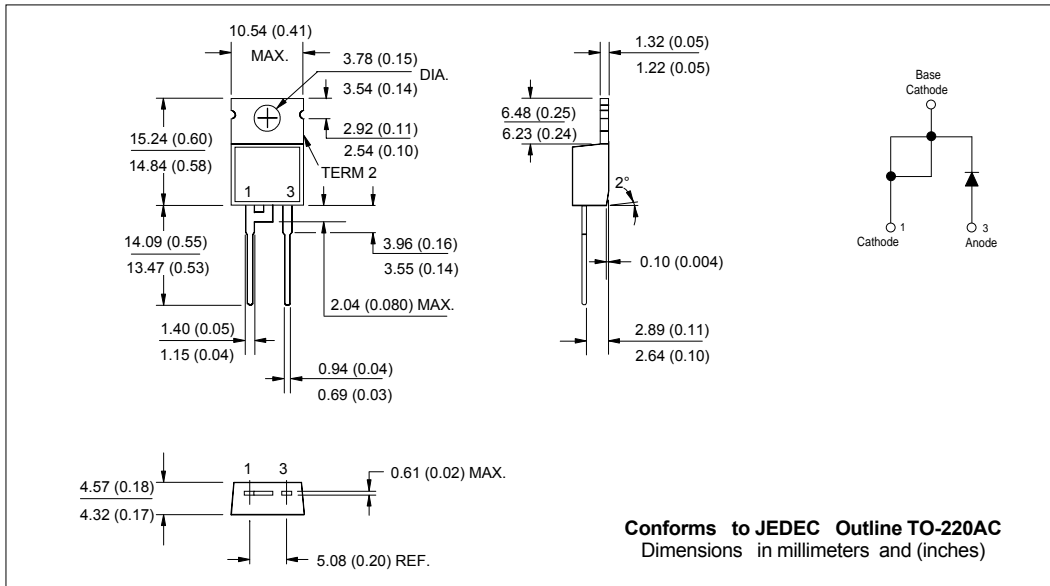 10.54 (0.41)
MAX.
3.78 (0.15)
3.54 (0.14)
DIA.
2.92 (0.11)
2.54 (0.10)
15.24 (0.60)
14.84 (0.58)
TERM 2
1 3
14.09 (0.55)
13.47 (0.53)
3.96 (0.16)
3.55 (0.14)
2.04 (0.080) MAX.
1.40 (0.05)
1.15 (0.04)
0.94 (0.04)
0.69 (0.03)
1.32 (0.05)
1.22 (0.05)
6.48 (0.25)
6.23 (0.24)
2°
0.10 (0.004)
2.89 (0.11)
2.64 (0.10)
Base
Cathode
1
Cathode
3
Anode
1 3
4.57 (0.18)
4.32 (0.17)
0.61 (0.02) MAX.
5.08 (0.20) REF.
Conforms to JEDEC Outline TO-220AC
Dimensions in millimeters and (inches)